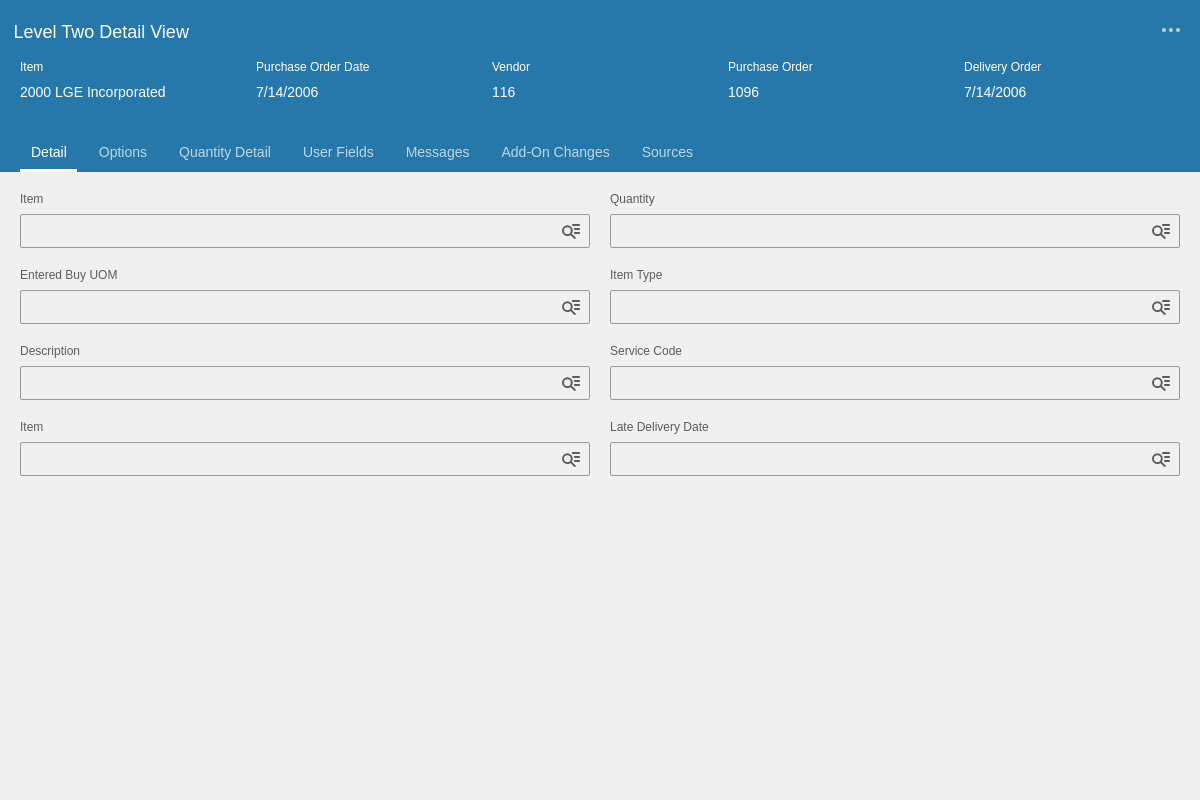 Level Two Detail View
Item Purchase Order Date Vendor Purchase Order Delivery Order
2000 LGE Incorporated 7/14/2006 116 1096 7/14/2006
Detail Options Quantity Detail User Fields Messages Add-On Changes Sources
Item Quantity
Entered Buy UOM Item Type
Description Service Code
Item Late Delivery Date